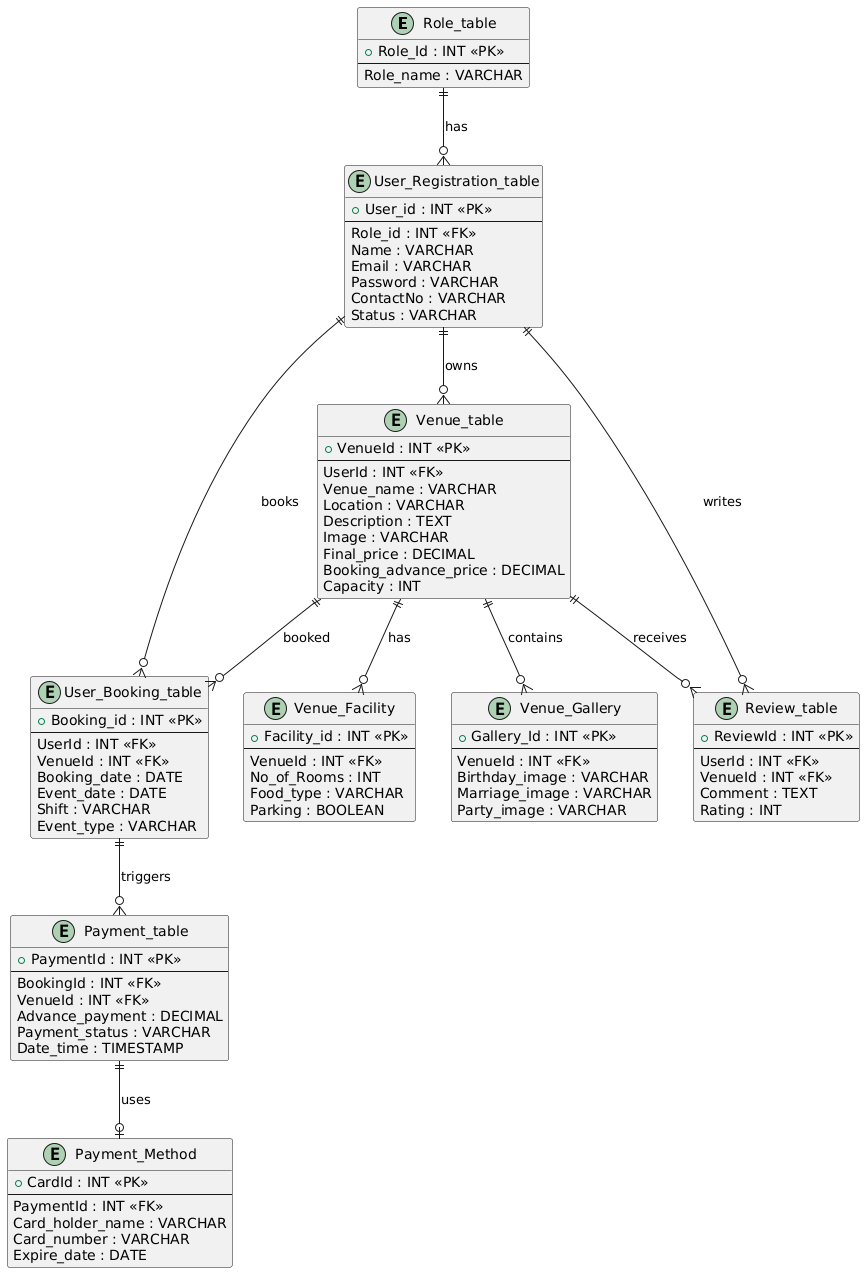 E Role_table
Role_Id : INT «PK»
Role_name : VARCHAR
has
E User_Registration_table
User_id : INT «PK»
Role_id : INT «FK»
Name : VARCHAR
Email : VARCHAR
Password : VARCHAR
ContactNo : VARCHAR
Status : VARCHAR
owns
E Venue_table
VenueId : INT «PK»
UserId : INT «FK»
Venue_name : VARCHAR
Location : VARCHAR
Description : TEXT
Image : VARCHAR
Final_price : DECIMAL
Booking_advance_price : DECIMAL
Capacity : INT
books
writes
booked
has
contains
receives
E User_Booking_table
Booking_id : INT «PK»
UserId : INT «FK»
VenueId : INT «FK»
Booking_date : DATE
Event_date : DATE
Shift : VARCHAR
Event_type : VARCHAR
E Venue_Facility
Facility_id : INT «PK»
VenueId : INT «FK»
No_of_Rooms : INT
Food_type : VARCHAR
Parking : BOOLEAN
E Venue_Gallery
Gallery_Id : INT «PK»
VenueId : INT «FK»
Birthday_image : VARCHAR
Marriage_image : VARCHAR
Party_image : VARCHAR
E Review_table
ReviewId : INT «PK»
UserId : INT «FK»
VenueId : INT «FK»
Comment : TEXT
Rating : INT
triggers
E Payment_table
PaymentId : INT «PK»
BookingId : INT «FK»
VenueId : INT «FK»
Advance_payment : DECIMAL
Payment_status : VARCHAR
Date_time : TIMESTAMP
uses
E Payment_Method
CardId : INT «PK»
PaymentId : INT «FK»
Card_holder_name : VARCHAR
Card_number : VARCHAR
Expire_date : DATE